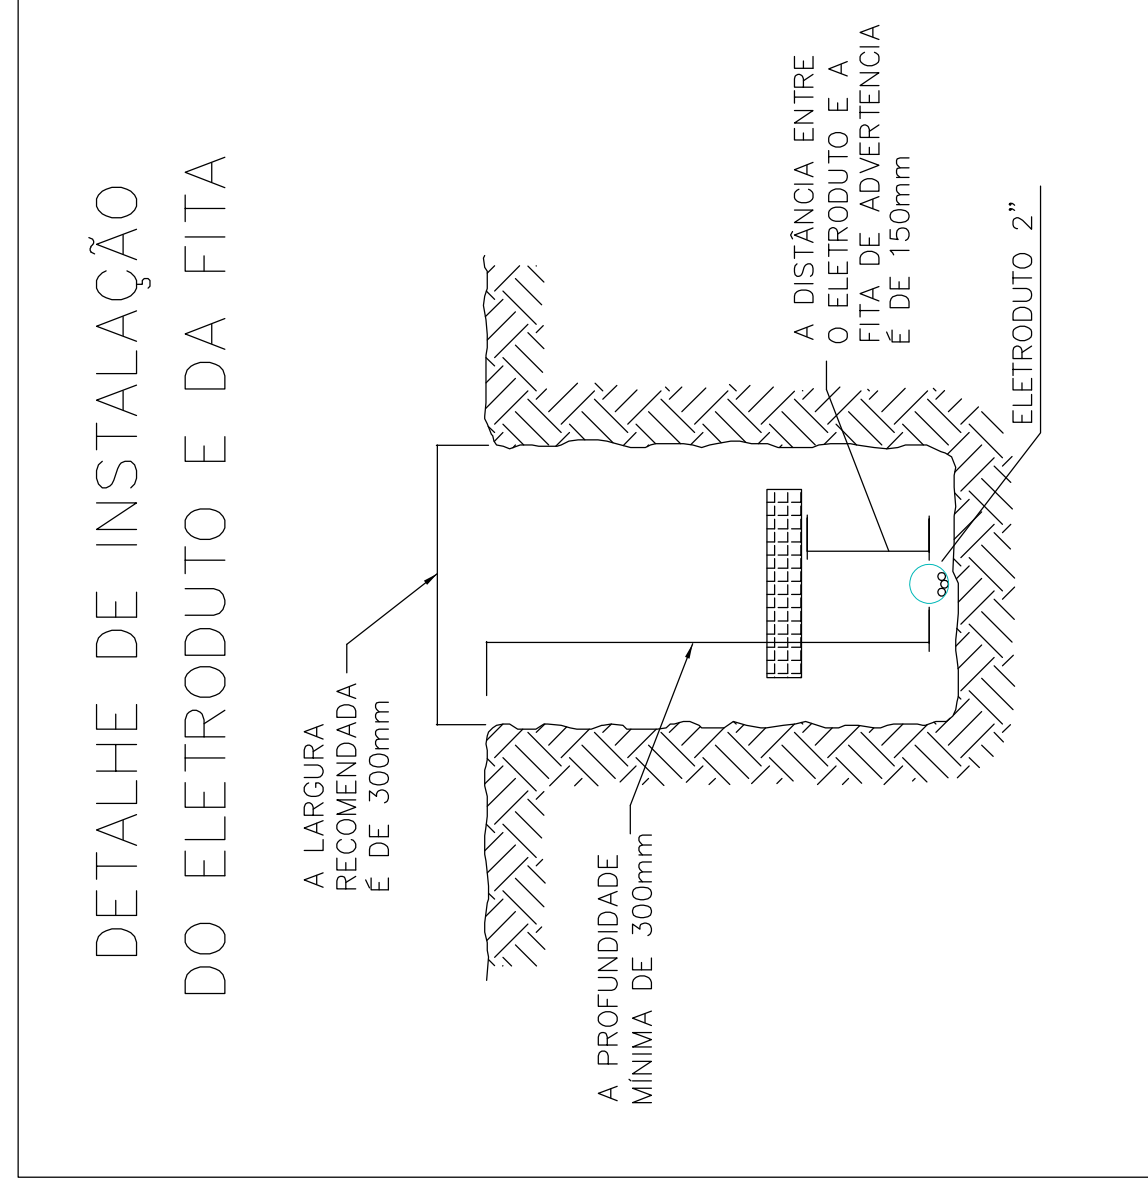 DETALHE DE INSTALAÇÃO
DO ELETRODUTO E DA FITA
A LARGURA
RECOMENDADA
É DE 300mm
A PROFUNDIDADE
MÍNIMA DE 300mm
A DISTÂNCIA ENTRE
O ELETRODUTO E A
FITA DE ADVERTENCIA
É DE 150mm
ELETRODUTO 2"